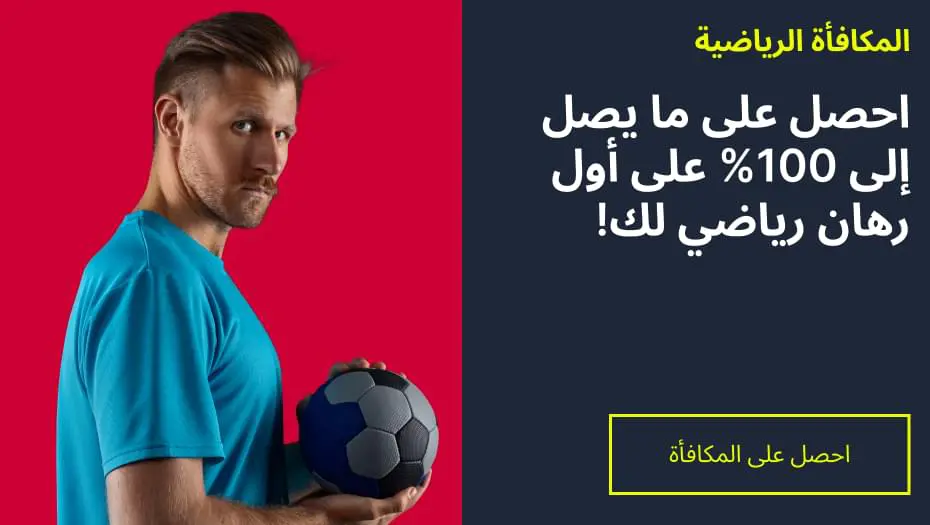 المكافأة الرياضية
احصل على ما يصل
إلى 100% على أول
رهان رياضي لك!
احصل على المكافأة